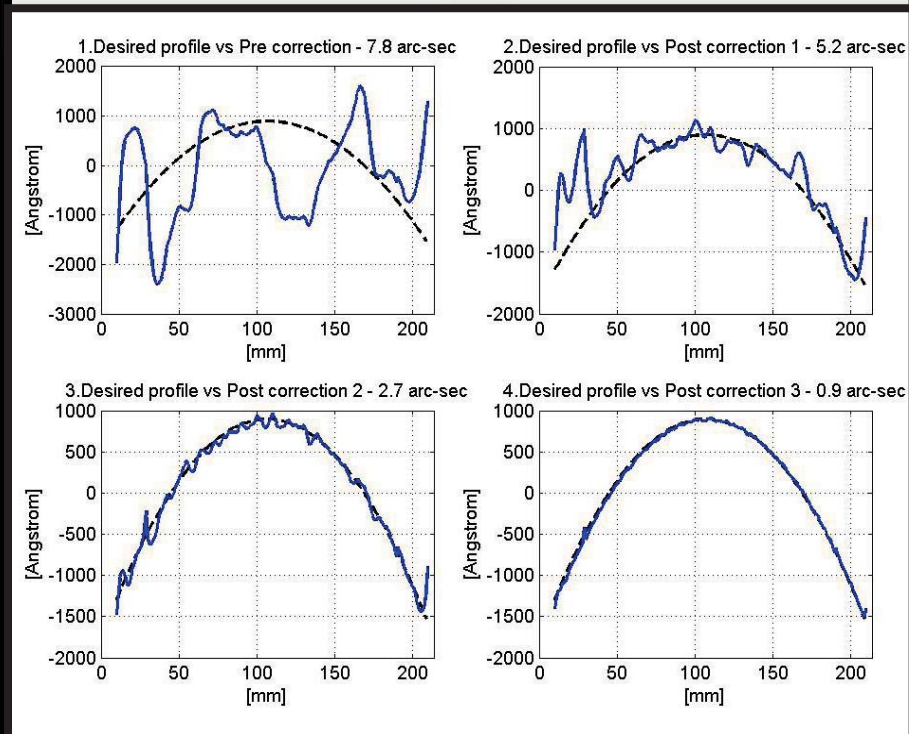 1.Desired profile vs Pre correction - 7.8 arc-sec
2000
1000
0
-1000
-2000
-3000
[Angstrom]
0 50 100 150 200
[mm]
2.Desired profile vs Post correction 1 - 5.2 arc-sec
2000
1000
0
-1000
-2000
[Angstrom]
0 50 100 150 200
[mm]
3.Desired profile vs Post correction 2 - 2.7 arc-sec
1000
500
0
-500
-1000
-1500
-2000
[Angstrom]
0 50 100 150 200
[mm]
4.Desired profile vs Post correction 3 - 0.9 arc-sec
1000
500
0
-500
-1000
-1500
-2000
[Angstrom]
0 50 100 150 200
[mm]